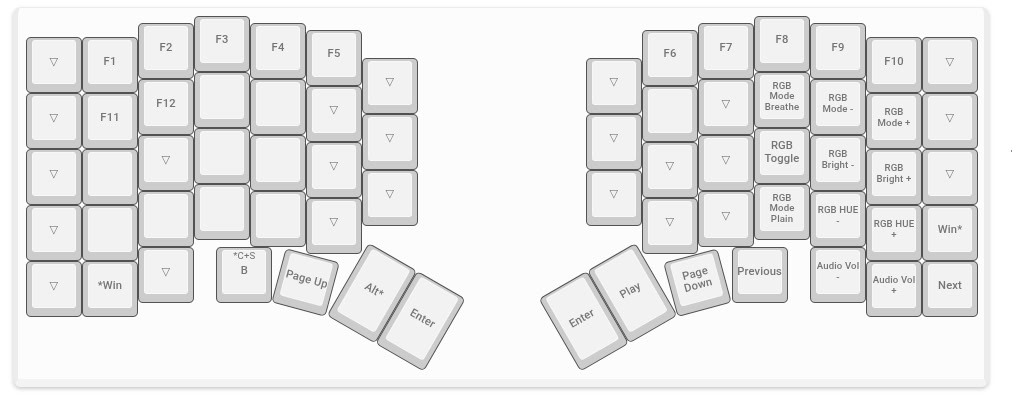 ▽ F1 F2 F3 F4 F5 ▽
▽ F6 F7 F8 F9 F10 ▽
▽ F11 F12 ▽ ▽
▽ ▽ RGB Mode Breathe RGB Mode - RGB Mode + ▽
▽ ▽ ▽ ▽
▽ ▽ ▽ RGB Toggle RGB Bright - RGB Bright + ▽
▽ ▽
▽ ▽ RGB Mode Plain RGB HUE - RGB HUE + Win*
▽ *Win ▽
*C+S
B
Page Up
Alt*
Enter
Enter
Play
Page
Down
Previous
Audio Vol
-
Audio Vol
+
Next